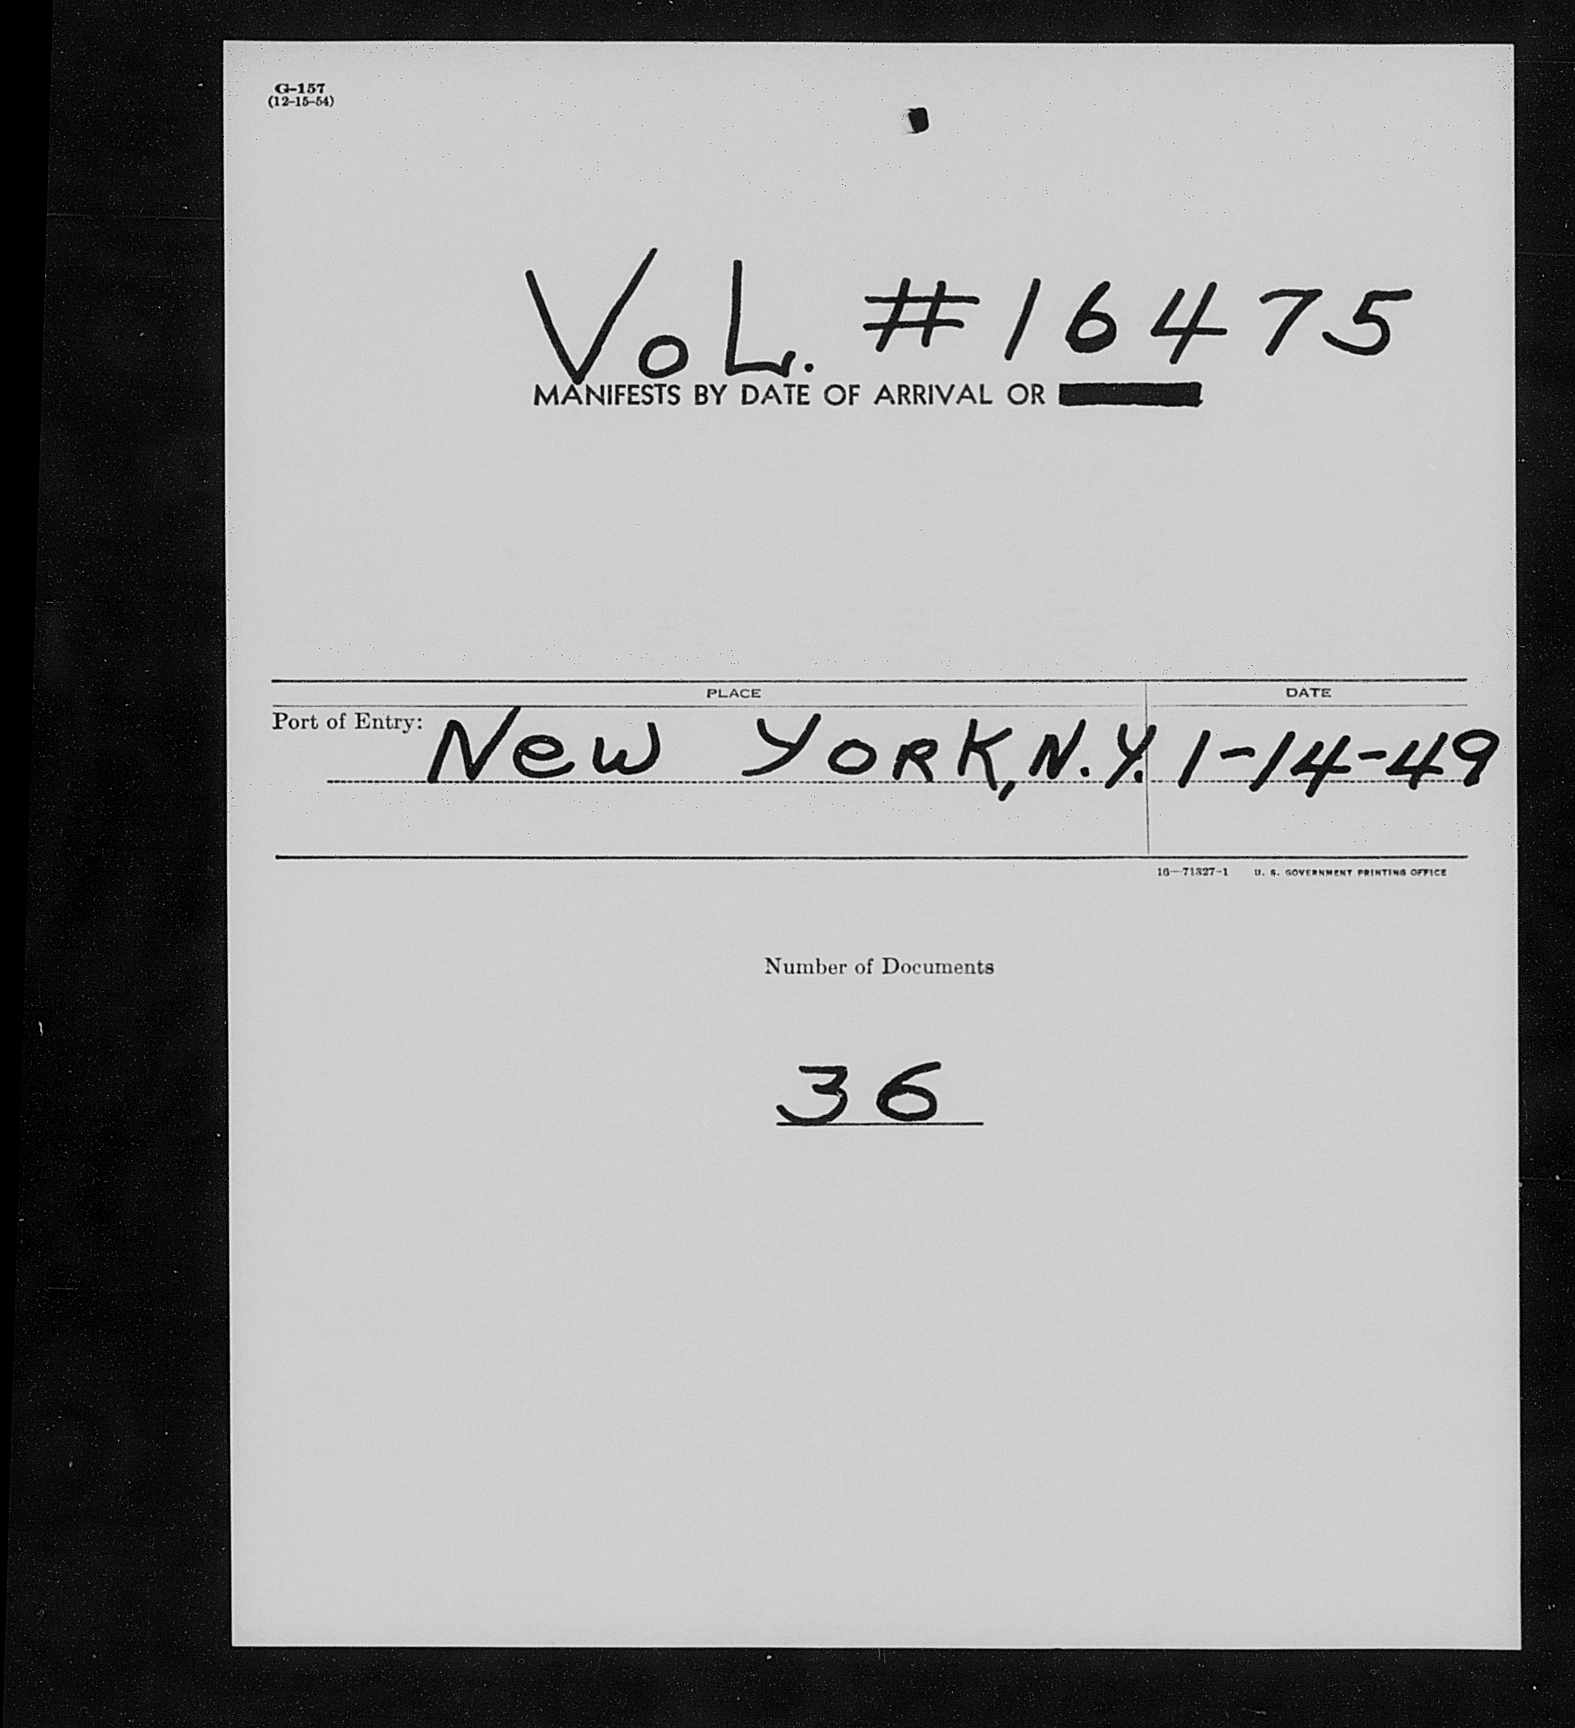 G-157
(12-15-54)
VOL. #16475
MANIFESTS BY DATE OF ARRIVAL OR
PLACE DATE
Port of Entry: New York, N.Y. 1-14-49
16—71327-1 U. S. GOVERNMENT PRINTING OFFICE
Number of Documents
36